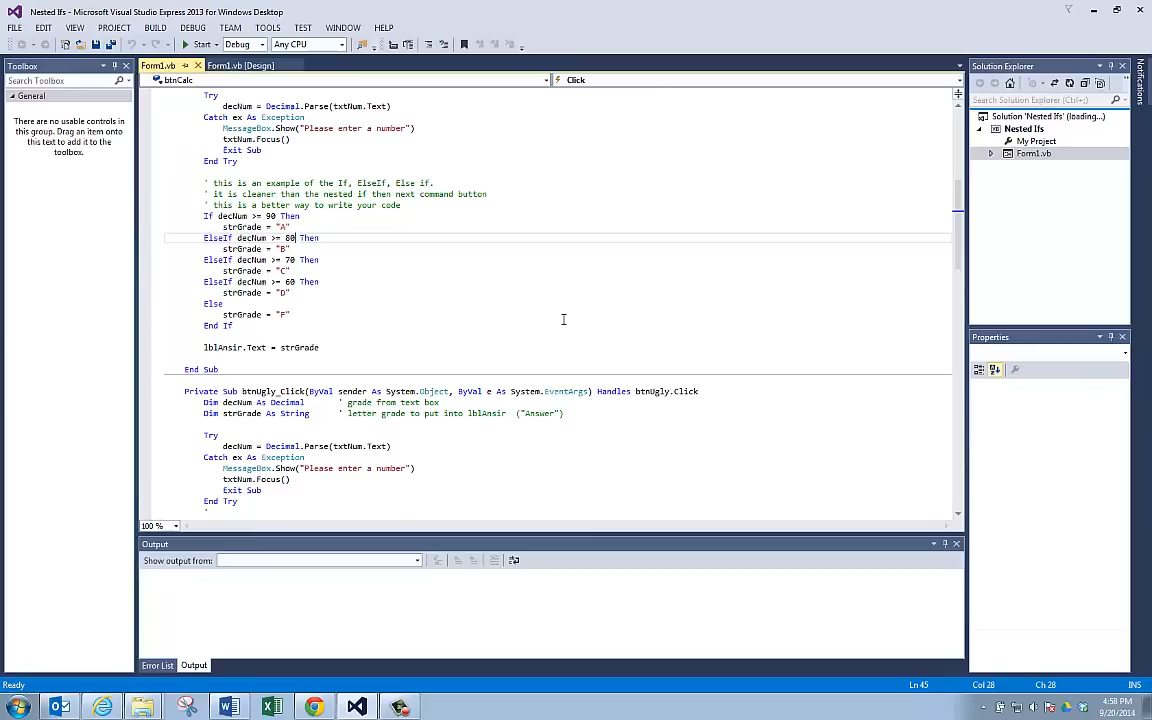 Nested Ifs - Microsoft Visual Studio Express 2013 for Windows Desktop
FILE EDIT VIEW PROJECT BUILD DEBUG TEAM TOOLS TEST WINDOW HELP
Start Debug Any CPU
Toolbox
Search Toolbox
General
There are no usable controls in
this group. Drag an item onto
this text to add it to the
toolbox.
Form1.vb Form1.vb [Design]
btnCalc Click
Try
decNum = Decimal.Parse(txtNum.Text)
Catch ex As Exception
MessageBox.Show("Please enter a number")
txtNum.Focus()
Exit Sub
End Try
' this is an example of the If, ElseIf, Else if.
' it is cleaner than the nested if then next command button
' this is a better way to write your code
If decNum >= 90 Then
strGrade = "A"
ElseIf decNum >= 80 Then
strGrade = "B"
ElseIf decNum >= 70 Then
strGrade = "C"
ElseIf decNum >= 60 Then
strGrade = "D"
Else
strGrade = "F"
End If
lblAnsir.Text = strGrade
End Sub
Private Sub btnUgly_Click(ByVal sender As System.Object, ByVal e As System.EventArgs) Handles btnUgly.Click
Dim decNum As Decimal ' grade from text box
Dim strGrade As String ' letter grade to put into lblAnsir ("Answer")
Try
decNum = Decimal.Parse(txtNum.Text)
Catch ex As Exception
MessageBox.Show("Please enter a number")
txtNum.Focus()
Exit Sub
End Try
'
100 %
Output
Show output from:
Error List Output
Solution Explorer
Search Solution Explorer (Ctrl+;)
Solution 'Nested Ifs' (loading...)
Nested Ifs
My Project
Form1.vb
Properties
Notifications
Ready Ln 45 Col 28 Ch 28 INS
4:58 PM
9/20/2014